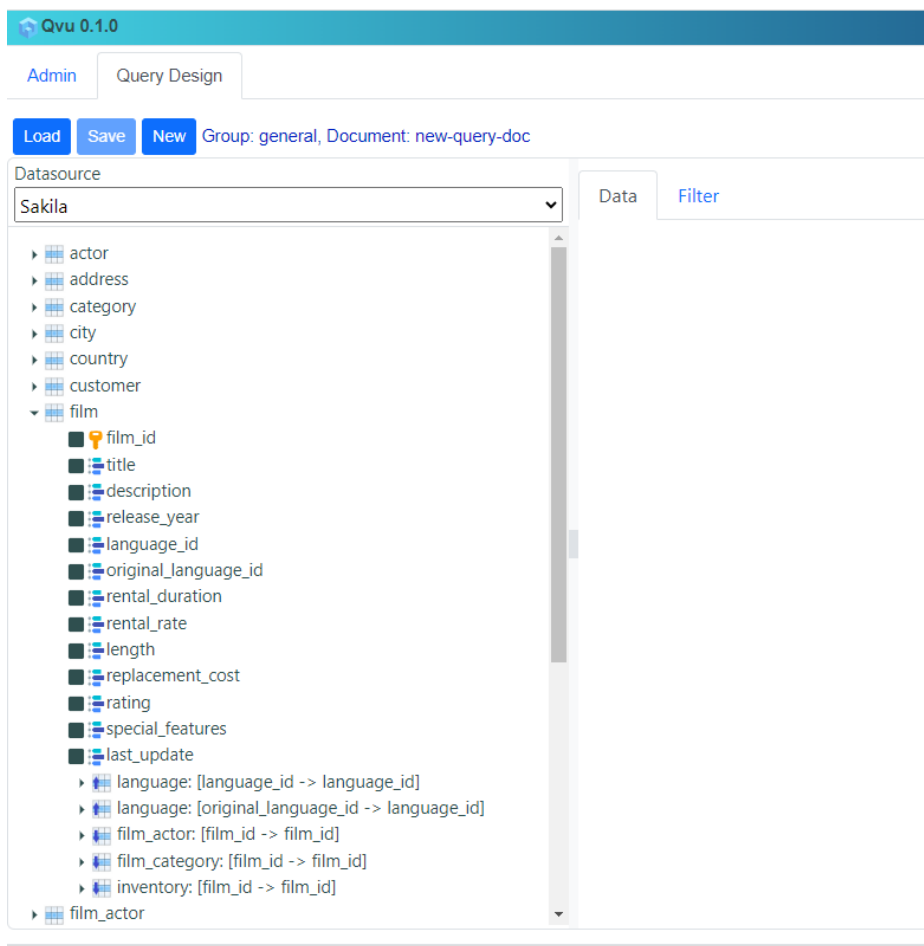 Qvu 0.1.0
Admin Query Design
Load Save New Group: general, Document: new-query-doc
Datasource
Sakila
Data Filter
actor
address
category
city
country
customer
film
film_id
title
description
release_year
language_id
original_language_id
rental_duration
rental_rate
length
replacement_cost
rating
special_features
last_update
language: [language_id -> language_id]
language: [original_language_id -> language_id]
film_actor: [film_id -> film_id]
film_category: [film_id -> film_id]
inventory: [film_id -> film_id]
film_actor